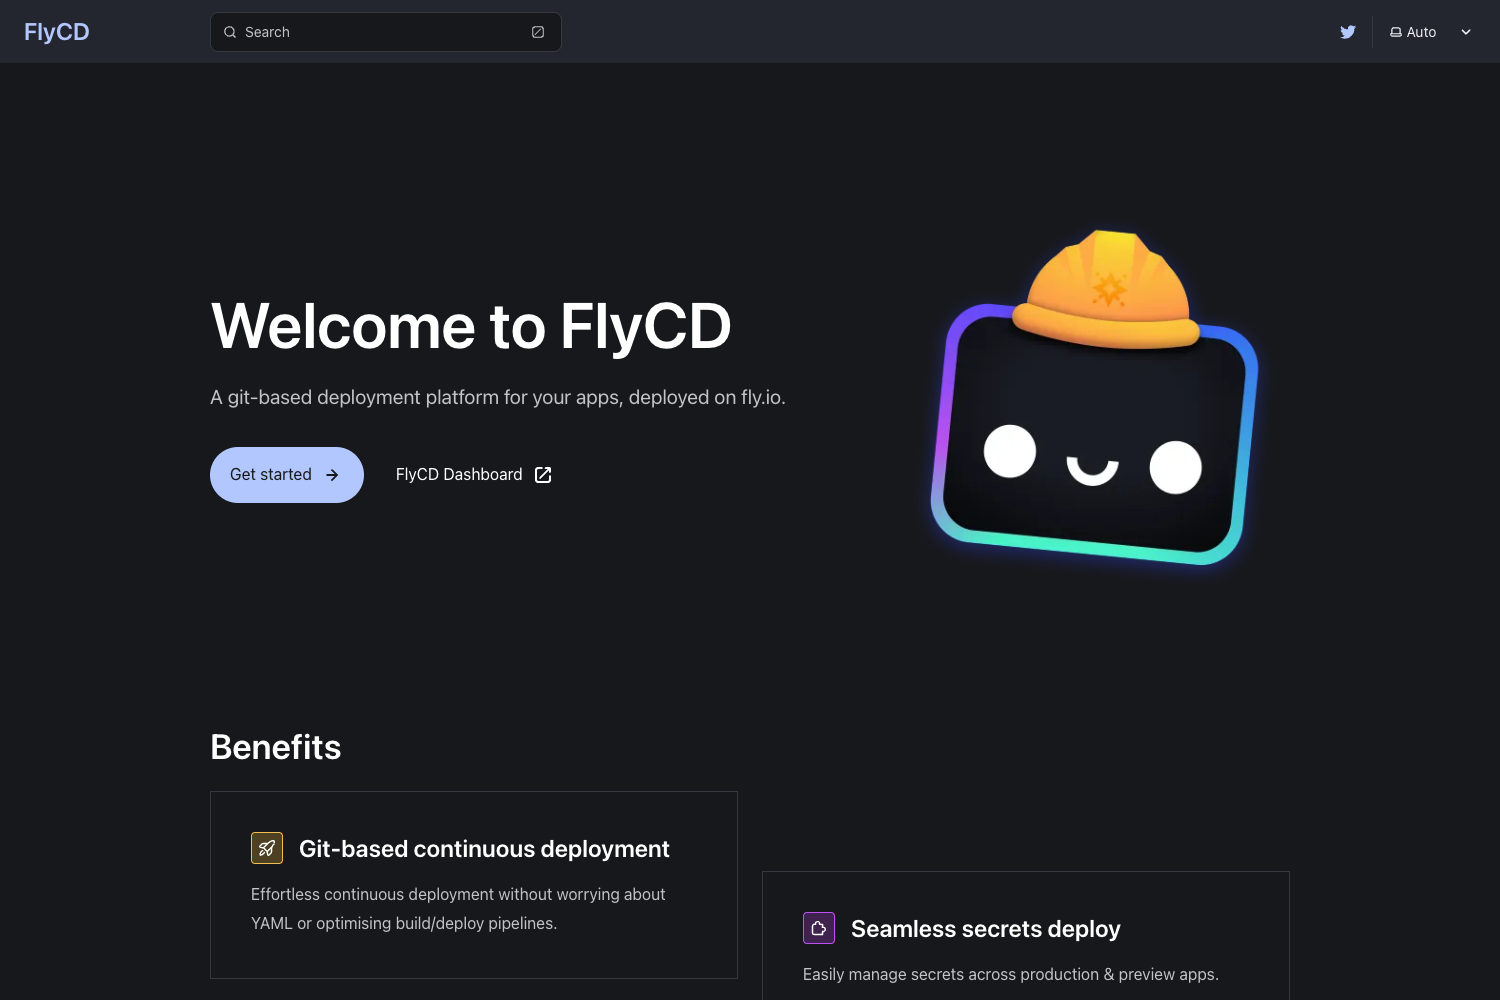 FlyCD
Search
Auto
Welcome to FlyCD
A git-based deployment platform for your apps, deployed on fly.io.
Get started
FlyCD Dashboard
Benefits
Git-based continuous deployment
Effortless continuous deployment without worrying about
YAML or optimising build/deploy pipelines.
Seamless secrets deploy
Easily manage secrets across production & preview apps.